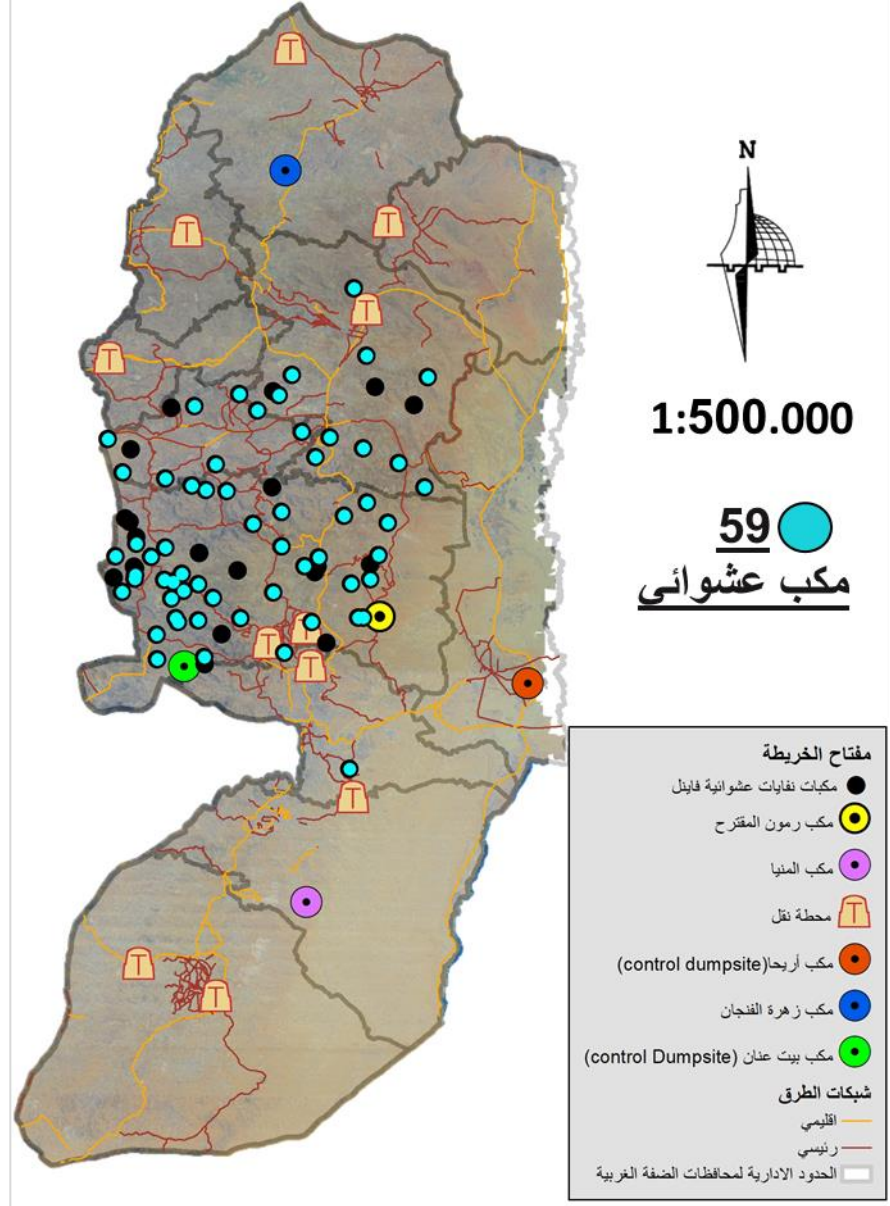 N
1:500.000
59
مكب عشوائي
مفتاح الخريطة
مكبات نفايات عشوائية فاينل
مكب رمون المقترح
مكب المنيا
T محطة نقل
مكب أريحا(control dumpsite)
مكب زهرة الفنجان
مكب بيت عنان (control Dumpsite)
شبكات الطرق
اقليمي
رئيسي
الحدود الادارية لمحافظات الضفة الغربية
T
T
T
T
T
T
T
T
T
T
T